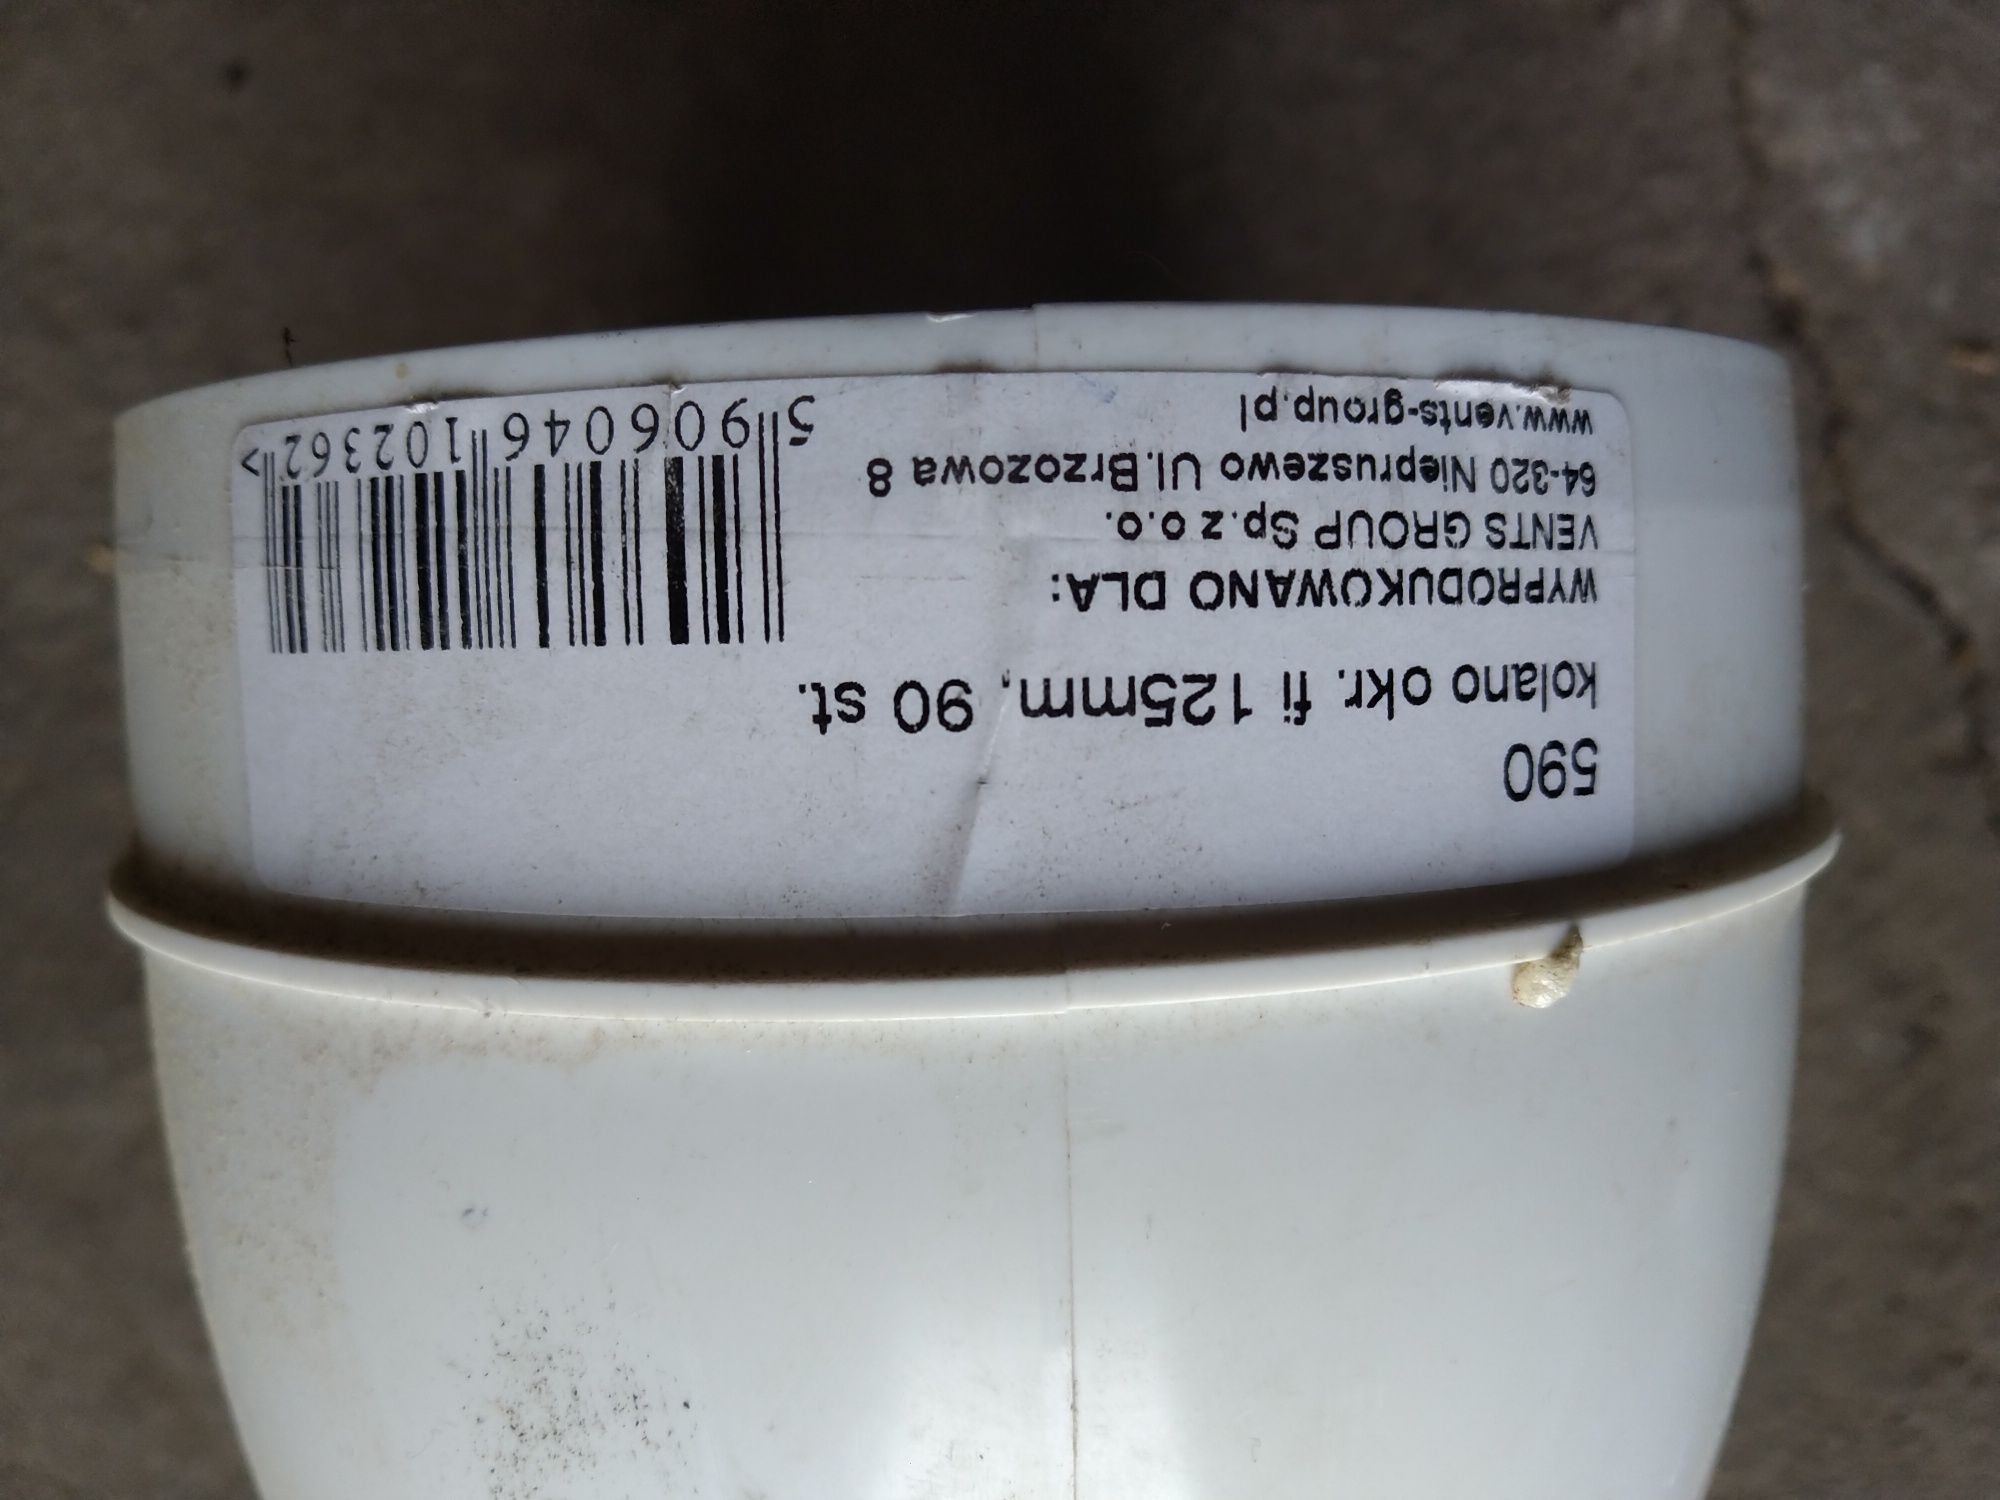 590
kolano okr. fi 125mm, 90 st.
WYPRODUKOWANO DLA:
VENTS GROUP Sp.z o.o.
64-320 Niepruszewo Ul.Brzozowa 8
www.vents-group.pl
5 906046 102362 >